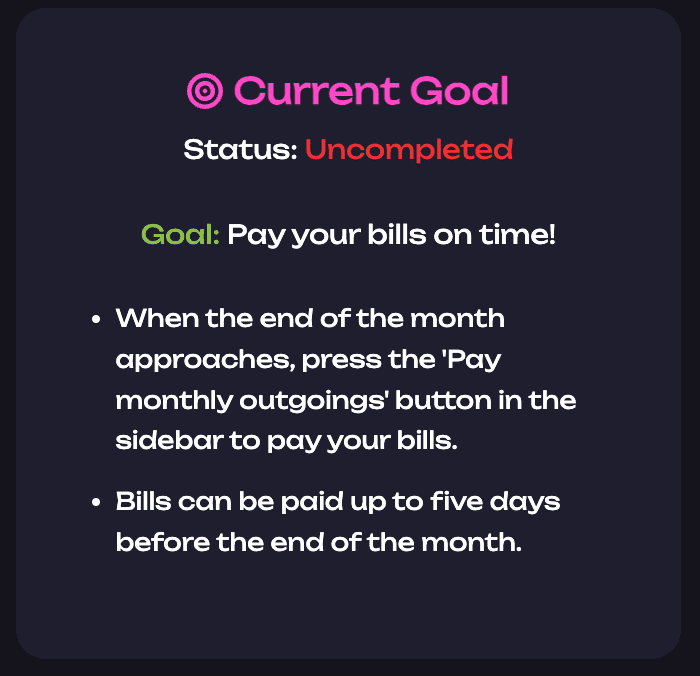 Current Goal
Status: Uncompleted
Goal: Pay your bills on time!
• When the end of the month
approaches, press the 'Pay
monthly outgoings' button in the
sidebar to pay your bills.
• Bills can be paid up to five days
before the end of the month.